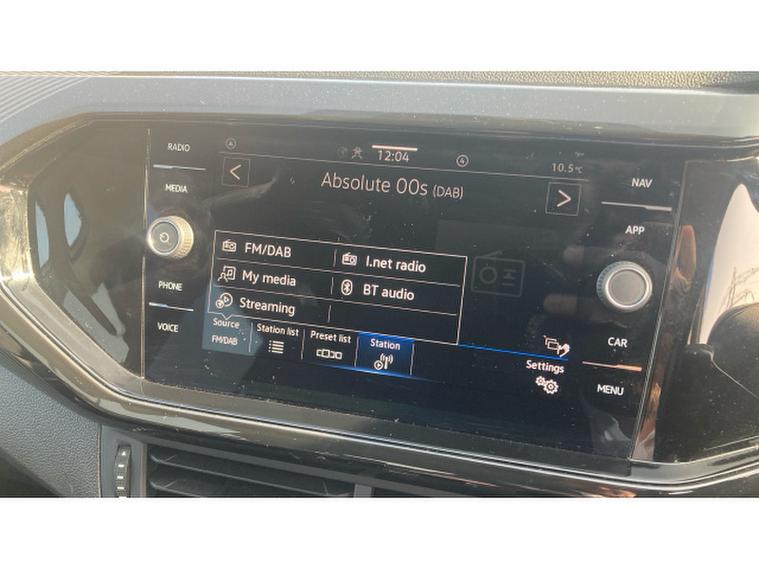 RADIO
MEDIA
PHONE
VOICE
12:04
10.5°C
Absolute 00s (DAB)
FM/DAB
I.net radio
My media
BT audio
Streaming
Source
FM/DAB
Station list
Preset list
Station
Settings
NAV
APP
CAR
MENU